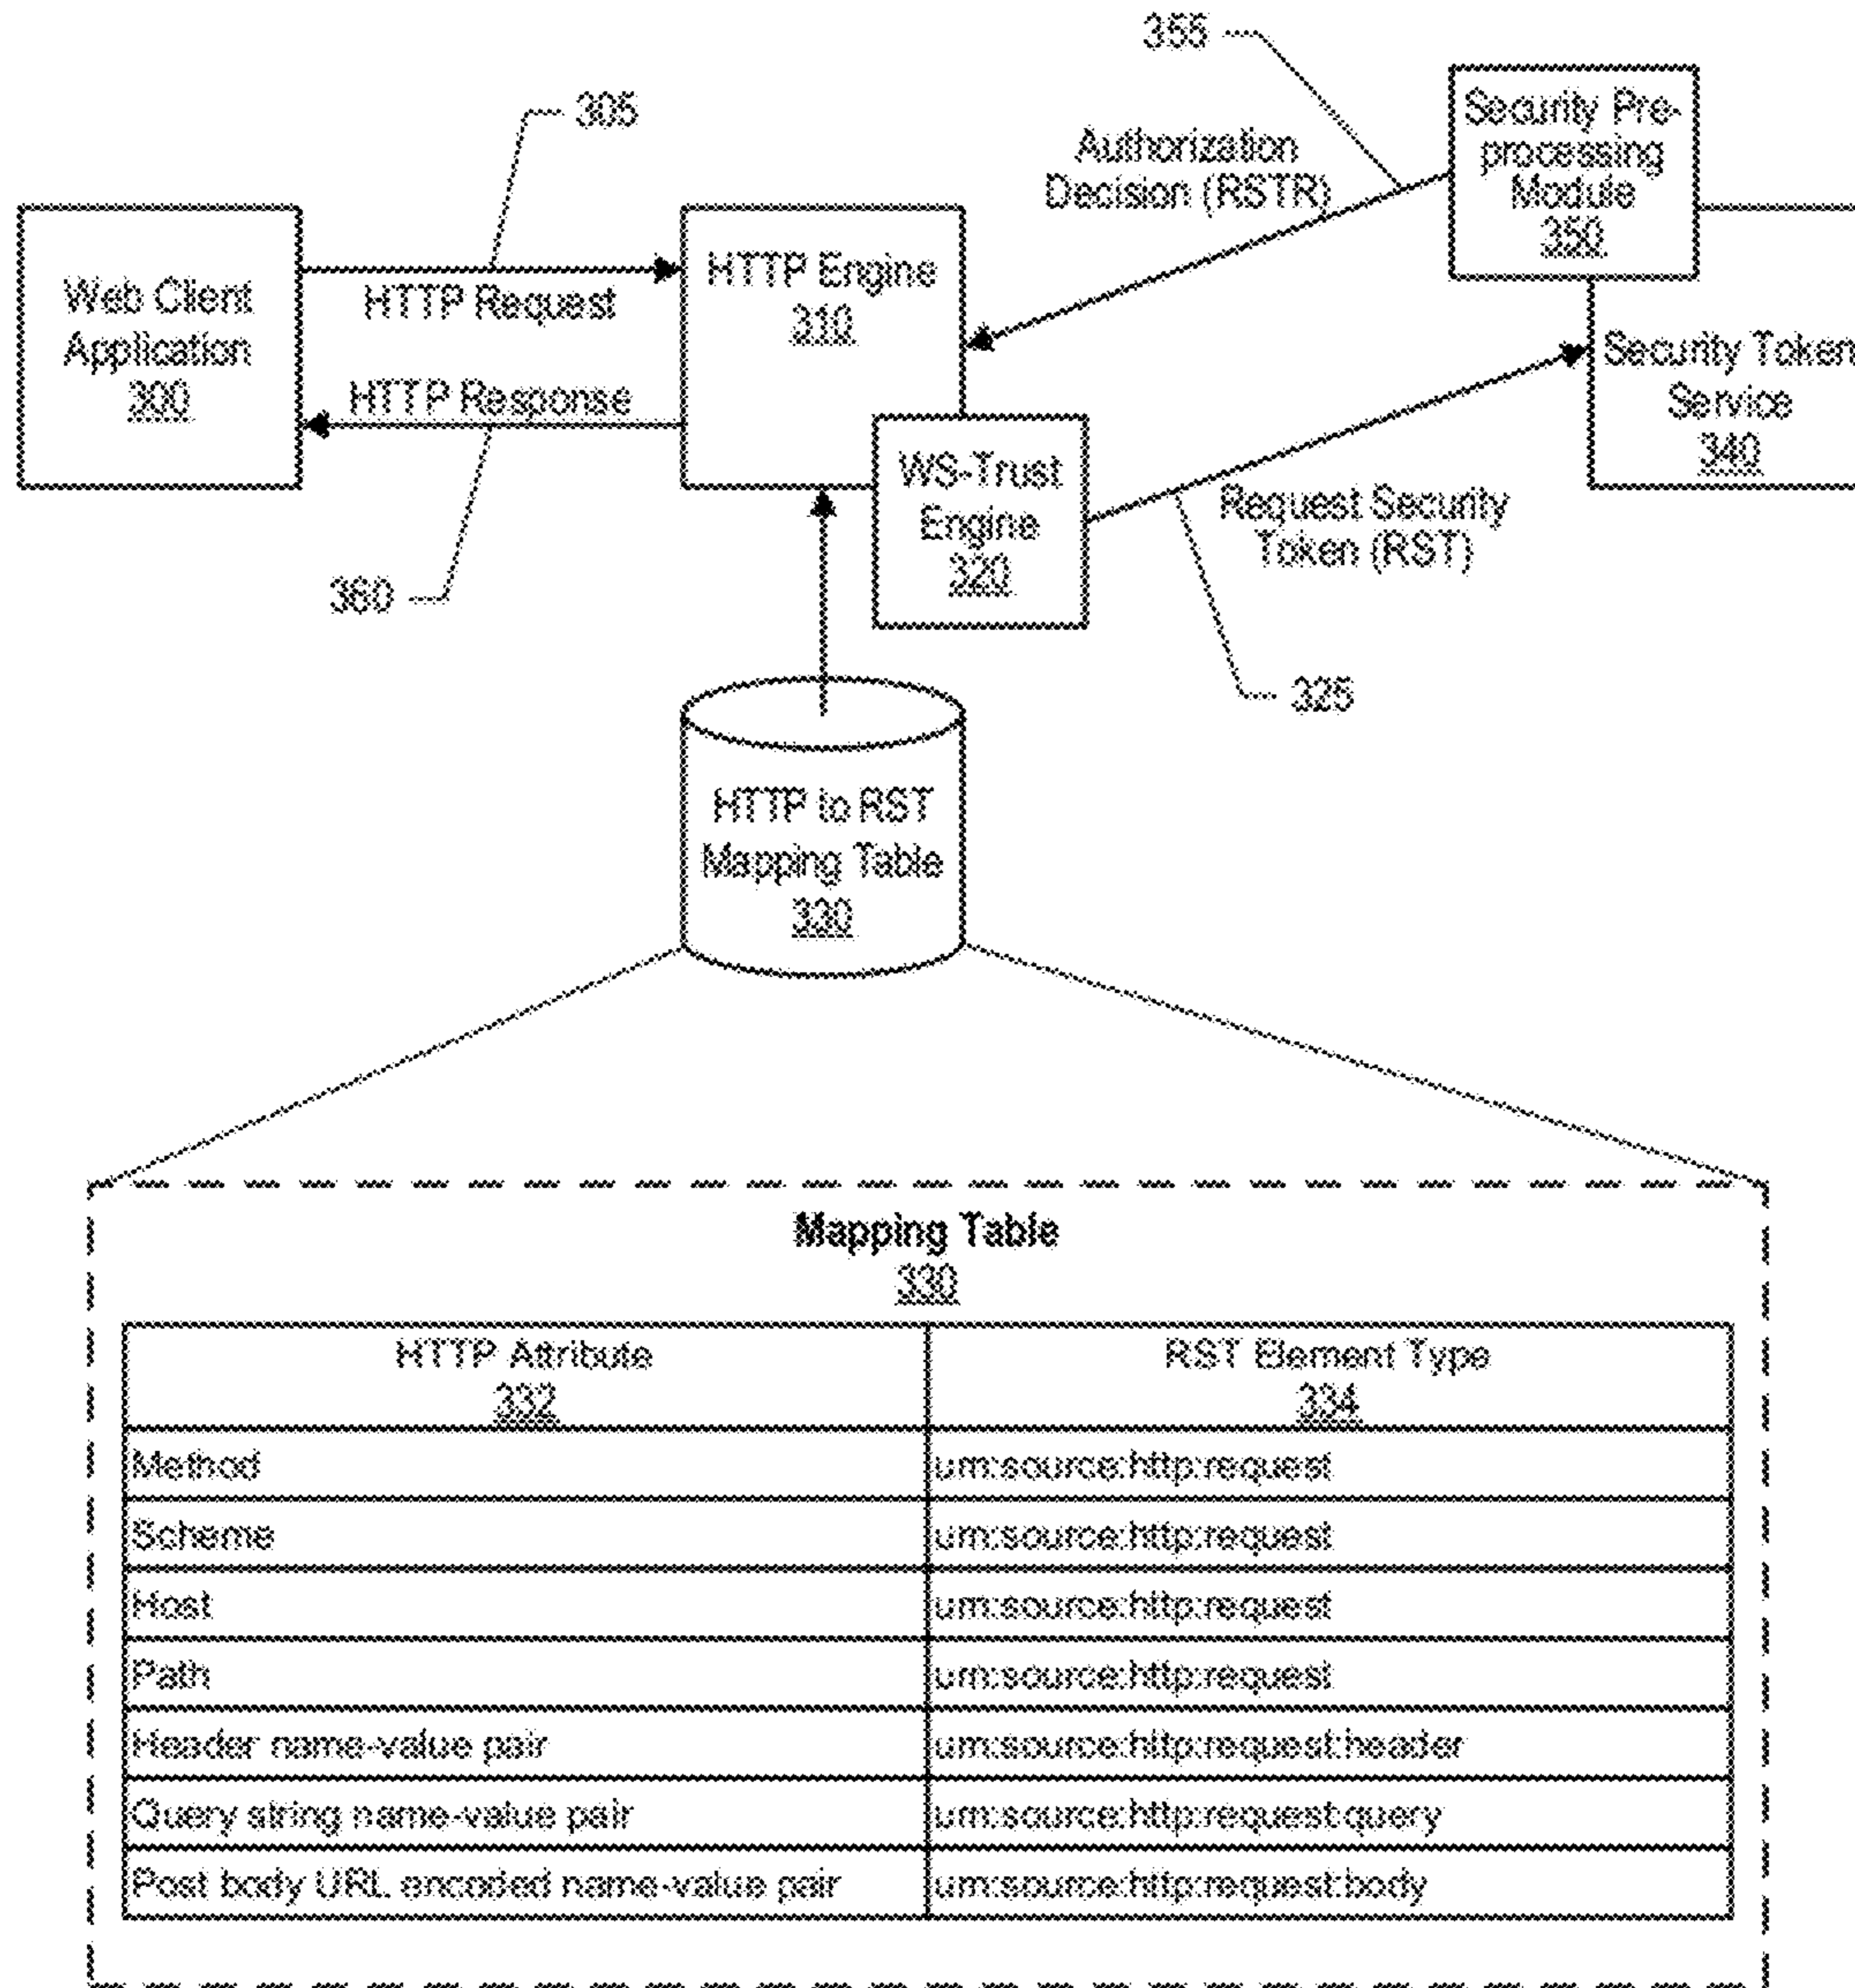 355
305
Security Pre-
processing
Module
350
Authorization
Decision (RSTR)
Web Client
Application
300
HTTP Request
HTTP Response
HTTP Engine
310
Security Token
Service
340
WS-Trust
Engine
320
Request Security
Token (RST)
360
325
HTTP to RST
Mapping Table
330
Mapping Table
330
HTTP Attribute
332
RST Element Type
334
Method
urn:source:http:request
Scheme
urn:source:http:request
Host
urn:source:http:request
Path
urn:source:http:request
Header name-value pair
urn:source:http:request:header
Query string name-value pair
urn:source:http:request:query
Post body URL encoded name-value pair
urn:source:http:request:body